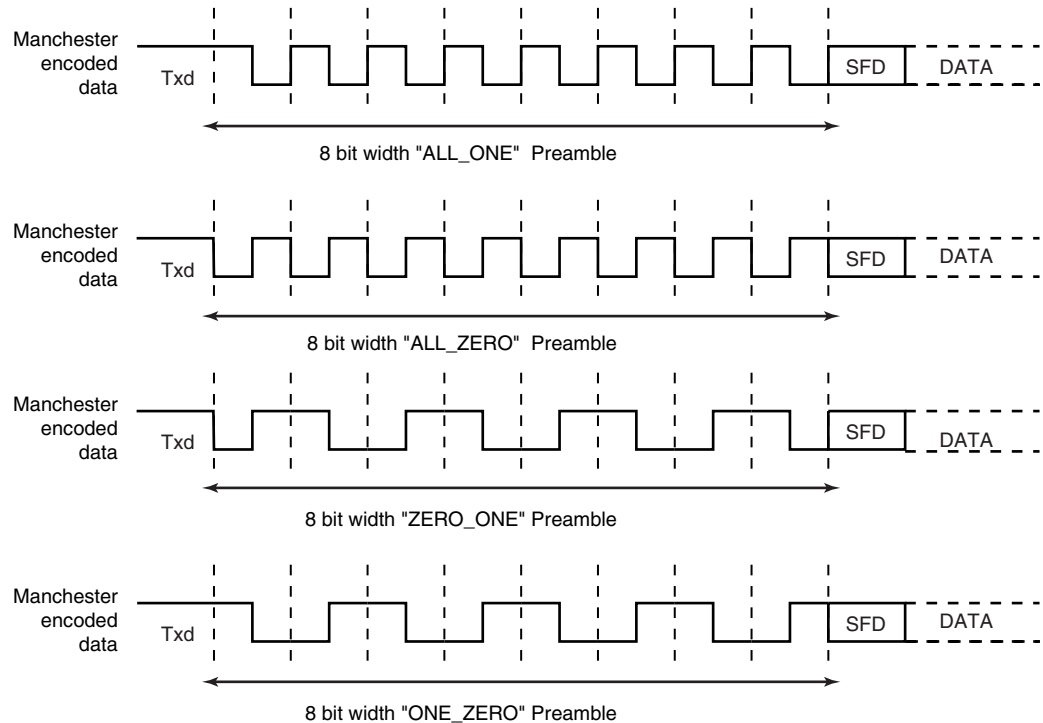 Manchester
encoded
data
Txd
SFD
DATA
8 bit width "ALL_ONE" Preamble
Manchester
encoded
data
Txd
SFD
DATA
8 bit width "ALL_ZERO" Preamble
Manchester
encoded
data
Txd
SFD
DATA
8 bit width "ZERO_ONE" Preamble
Manchester
encoded
data
Txd
SFD
DATA
8 bit width "ONE_ZERO" Preamble